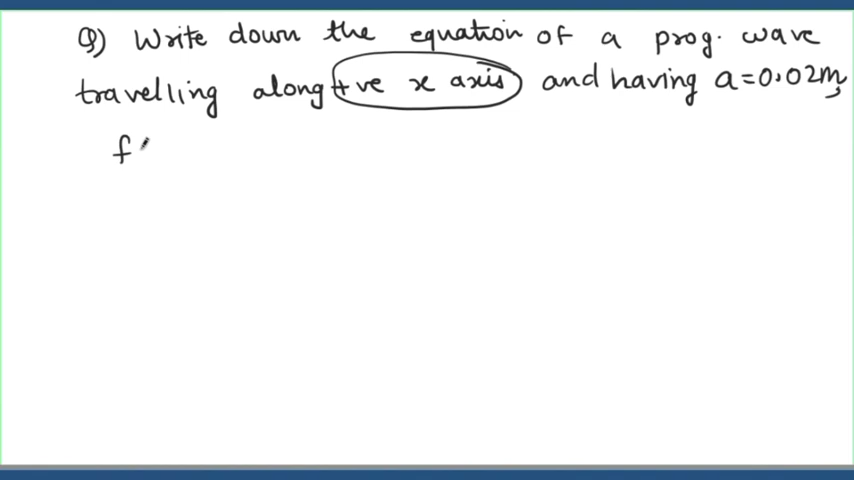 Q) Write down the equation of a prog. wave
travelling along +ve x axis and having a=0.02m,
f